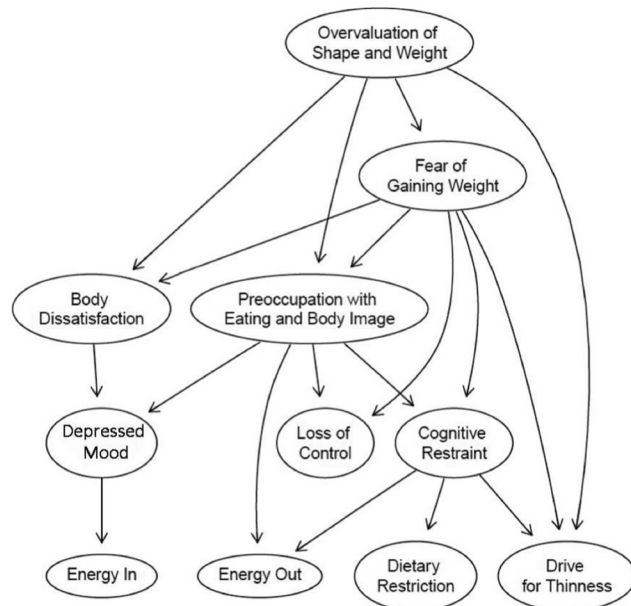 Overvaluation of
Shape and Weight
Fear of
Gaining Weight
Body
Dissatisfaction
Preoccupation with
Eating and Body Image
Depressed
Mood
Loss of
Control
Cognitive
Restraint
Energy In
Energy Out
Dietary
Restriction
Drive
for Thinness